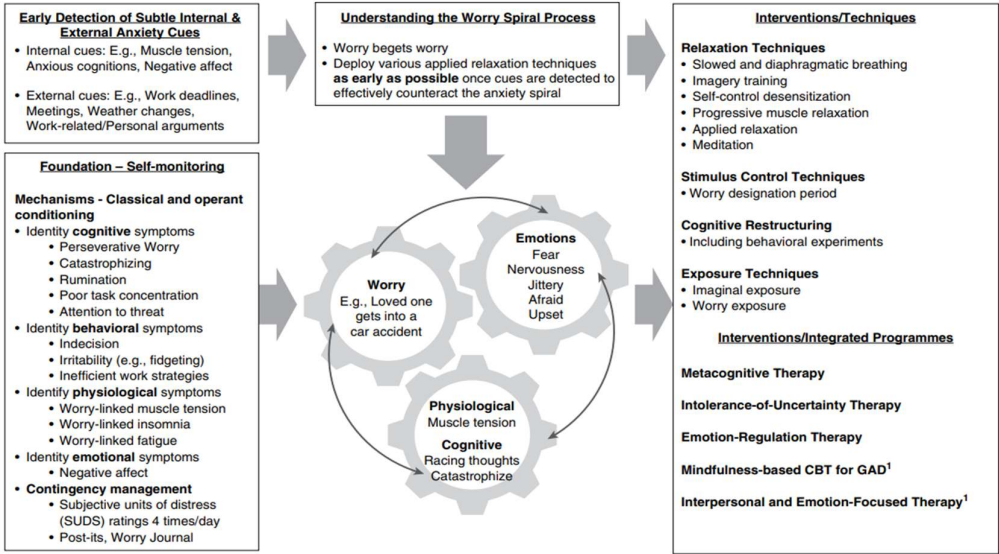 Early Detection of Subtle Internal &
External Anxiety Cues
• Internal cues: E.g., Muscle tension,
Anxious cognitions, Negative affect
• External cues: E.g., Work deadlines,
Meetings, Weather changes,
Work-related/Personal arguments
Understanding the Worry Spiral Process
• Worry begets worry
• Deploy various applied relaxation techniques
as early as possible once cues are detected to
effectively counteract the anxiety spiral
Foundation – Self-monitoring
Mechanisms - Classical and operant
conditioning
• Identity cognitive symptoms
• Perseverative Worry
• Catastrophizing
• Rumination
• Poor task concentration
• Attention to threat
• Identity behavioral symptoms
• Indecision
• Irritability (e.g., fidgeting)
• Inefficient work strategies
• Identify physiological symptoms
• Worry-linked muscle tension
• Worry-linked insomnia
• Worry-linked fatigue
• Identity emotional symptoms
• Negative affect
• Contingency management
• Subjective units of distress
(SUDS) ratings 4 times/day
• Post-its, Worry Journal
Worry
E.g., Loved one
gets into a
car accident
Emotions
Fear
Nervousness
Jittery
Afraid
Upset
Physiological
Muscle tension
Cognitive
Racing thoughts
Catastrophize
Interventions/Techniques
Relaxation Techniques
• Slowed and diaphragmatic breathing
• Imagery training
• Self-control desensitization
• Progressive muscle relaxation
• Applied relaxation
• Meditation
Stimulus Control Techniques
• Worry designation period
Cognitive Restructuring
• Including behavioral experiments
Exposure Techniques
• Imaginal exposure
• Worry exposure
Interventions/Integrated Programmes
Metacognitive Therapy
Intolerance-of-Uncertainty Therapy
Emotion-Regulation Therapy
Mindfulness-based CBT for GAD¹
Interpersonal and Emotion-Focused Therapy¹